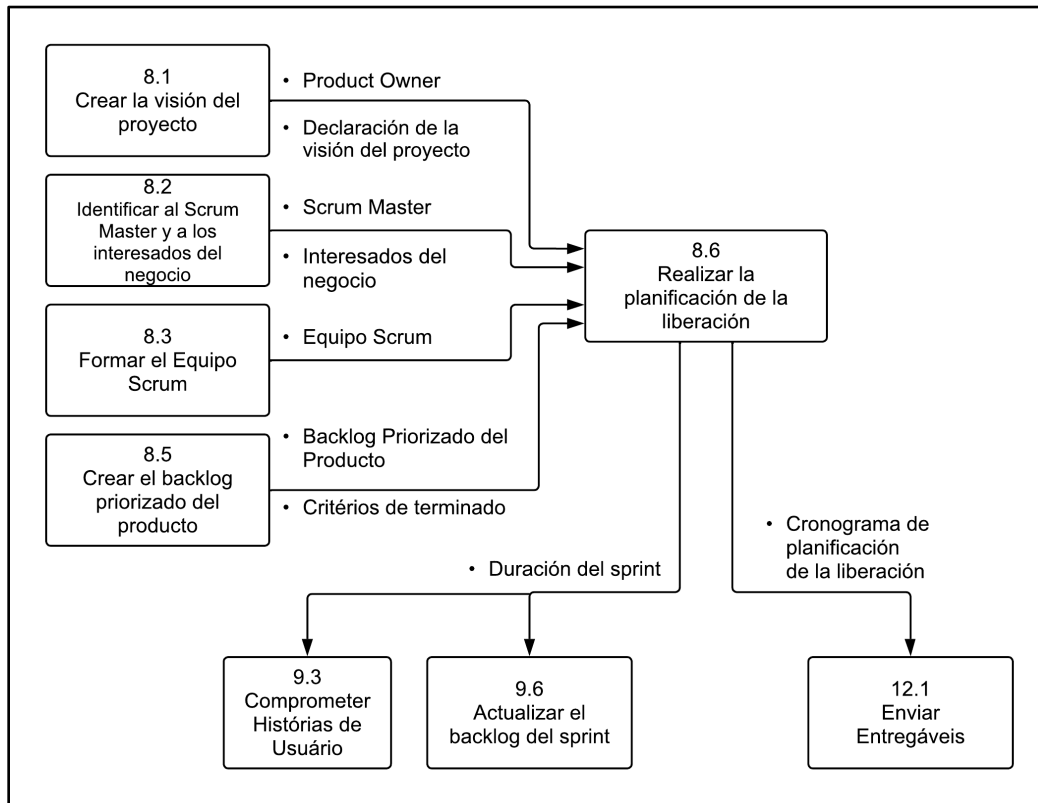 8.1
Crear la visión del
proyecto
• Product Owner
• Declaración de la
visión del proyecto
8.2
Identificar al Scrum
Master y a los
interesados del
negocio
• Scrum Master
• Interesados del
negocio
8.3
Formar el Equipo
Scrum
• Equipo Scrum
8.5
Crear el backlog
priorizado del
producto
• Backlog Priorizado del
Producto
• Critérios de terminado
8.6
Realizar la
planificación de la
liberación
• Duración del sprint
• Cronograma de
planificación
de la liberación
9.3
Comprometer
Histórias de
Usuário
9.6
Actualizar el
backlog del sprint
12.1
Enviar
Entregáveis